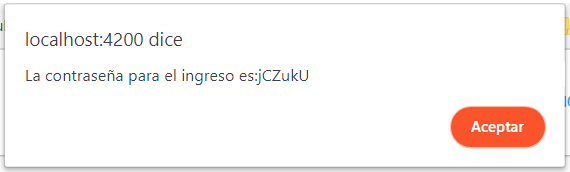 localhost:4200 dice
La contraseña para el ingreso es:jCZukU
Aceptar